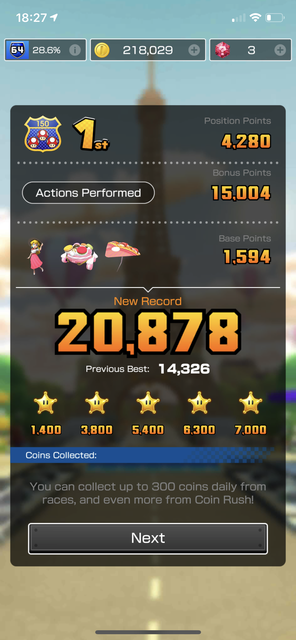 18:27
64 28.6% i 218,029 + 3 +
150
1st
Position Points
4,280
Bonus Points
Actions Performed
15,004
Base Points
1,594
New Record
20,878
Previous Best: 14,326
1,400 3,800 5,400 6,300 7,000
Coins Collected:
You can collect up to 300 coins daily from
races, and even more from Coin Rush!
Next